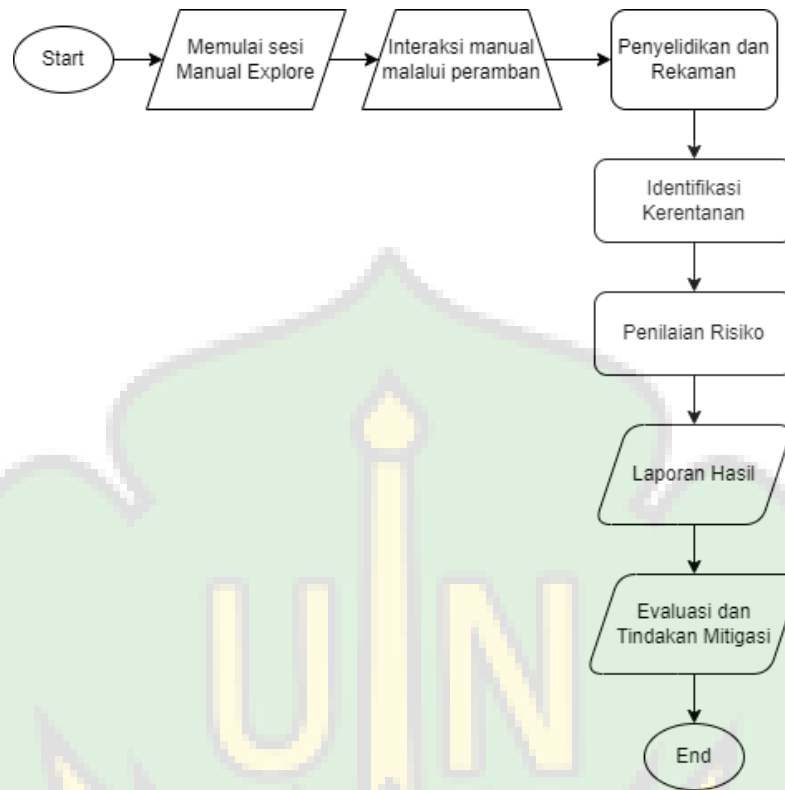 Start
Memulai sesi
Manual Explore
Interaksi manual
malalui peramban
Penyelidikan dan
Rekaman
Identifikasi
Kerentanan
Penilaian Risiko
Laporan Hasil
Evaluasi dan
Tindakan Mitigasi
End
UIN